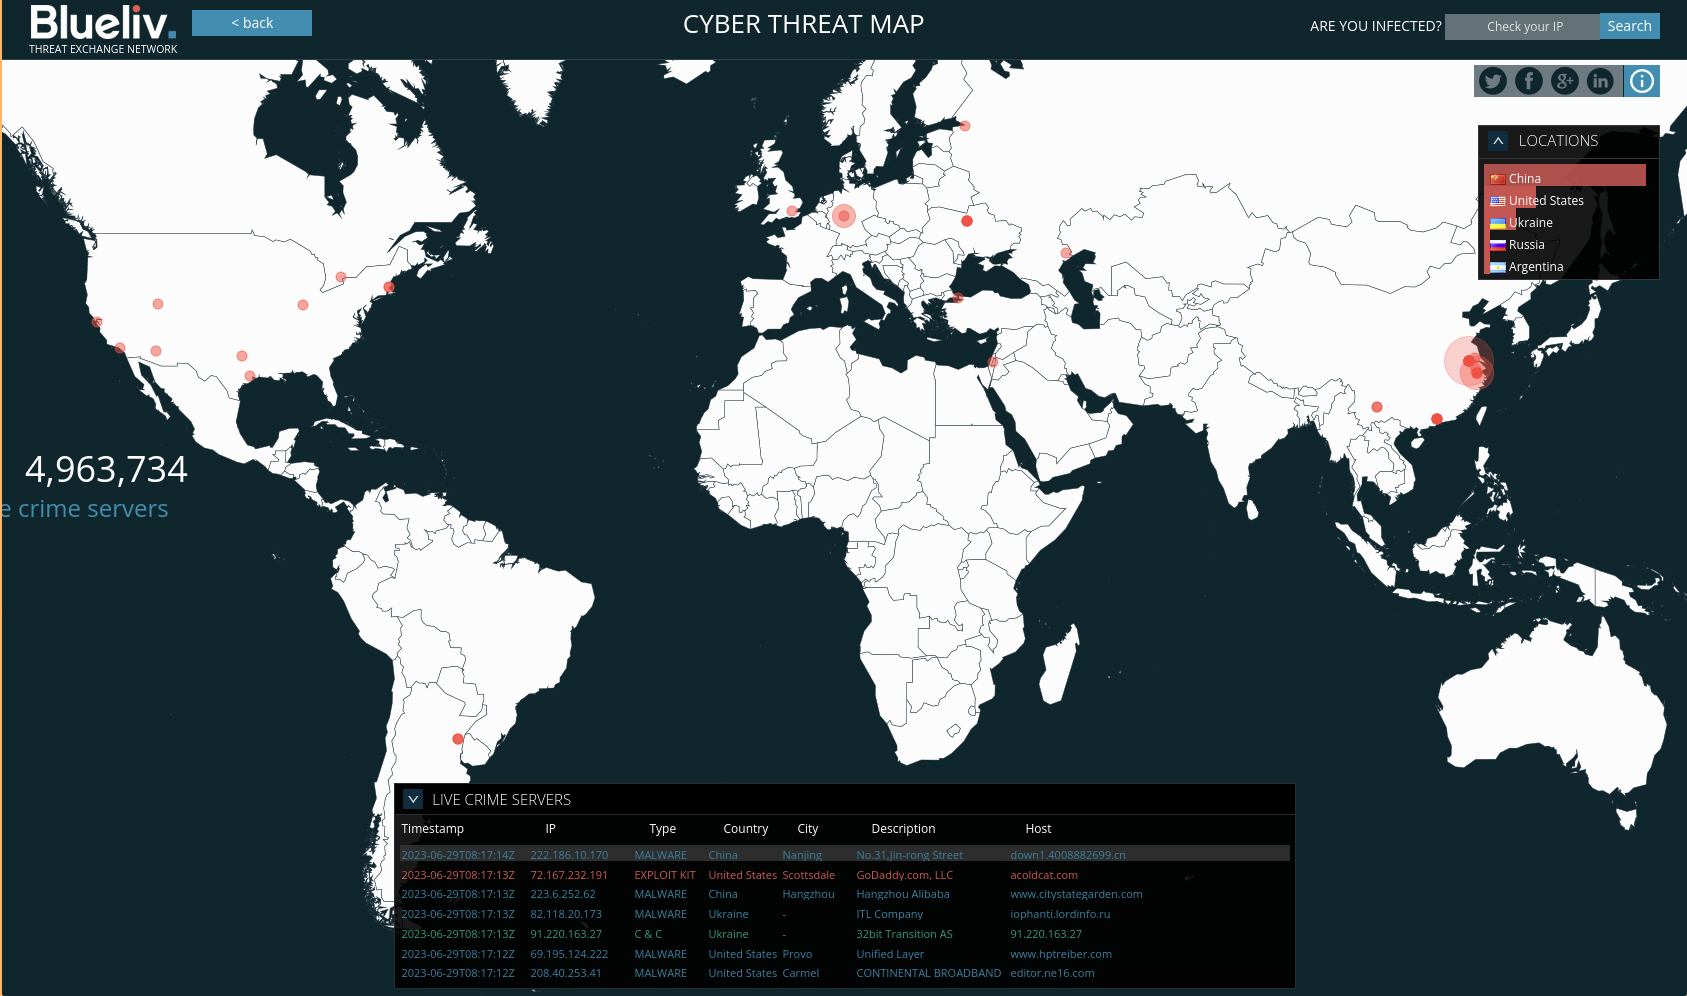 Blueliv.
THREAT EXCHANGE NETWORK
< back
CYBER THREAT MAP
ARE YOU INFECTED? Check your IP Search
LOCATIONS
China
United States
Ukraine
Russia
Argentina
4,963,734
e crime servers
LIVE CRIME SERVERS
Timestamp IP Type Country City Description Host
2023-06-29T08:17:14Z 222.186.10.170 MALWARE China Nanjing No.31,Jin-rong Street down1.4008882699.cn
2023-06-29T08:17:13Z 72.167.232.191 EXPLOIT KIT United States Scottsdale GoDaddy.com, LLC acoldcat.com
2023-06-29T08:17:13Z 223.6.252.62 MALWARE China Hangzhou Hangzhou Alibaba www.citystategarden.com
2023-06-29T08:17:13Z 82.118.20.173 MALWARE Ukraine - ITL Company iophanti.lordinfo.ru
2023-06-29T08:17:13Z 91.220.163.27 C & C Ukraine - 32bit Transition AS 91.220.163.27
2023-06-29T08:17:12Z 69.195.124.222 MALWARE United States Provo Unified Layer www.hptreiber.com
2023-06-29T08:17:12Z 208.40.253.41 MALWARE United States Carmel CONTINENTAL BROADBAND editor.ne16.com